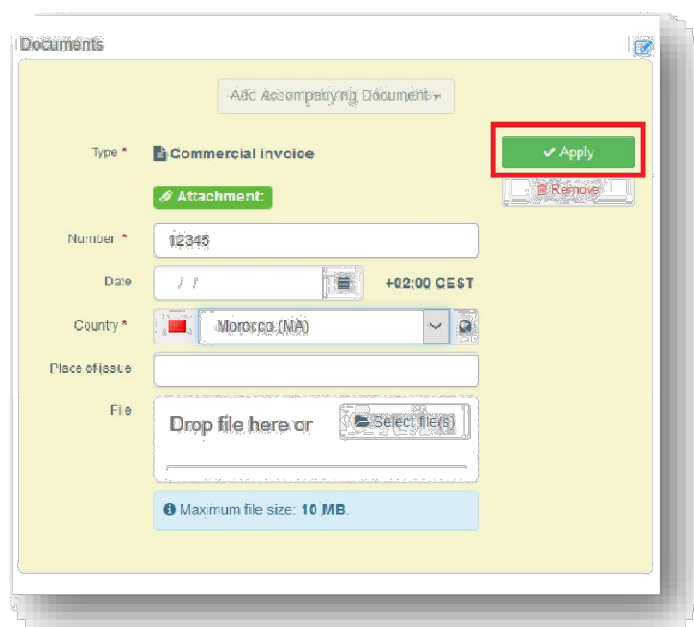 Documents
Add Accompanying Document
Type *
Commercial invoice
Apply
Attachment:
Remove
Number *
12345
Date
/ /
+02:00 CEST
County *
Morocco (MA)
Place of issue
File
Drop file here or
Select file(s)
Maximum file size: 10 MB.